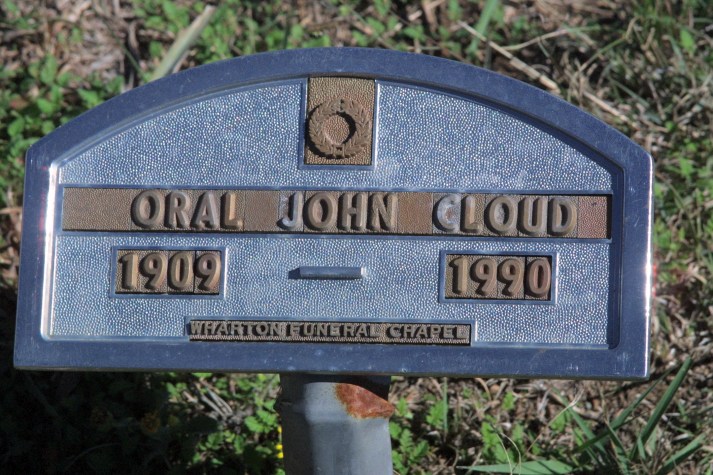 ORAL JOHN CLOUD
1909 — 1990
WHARTON FUNERAL CHAPEL